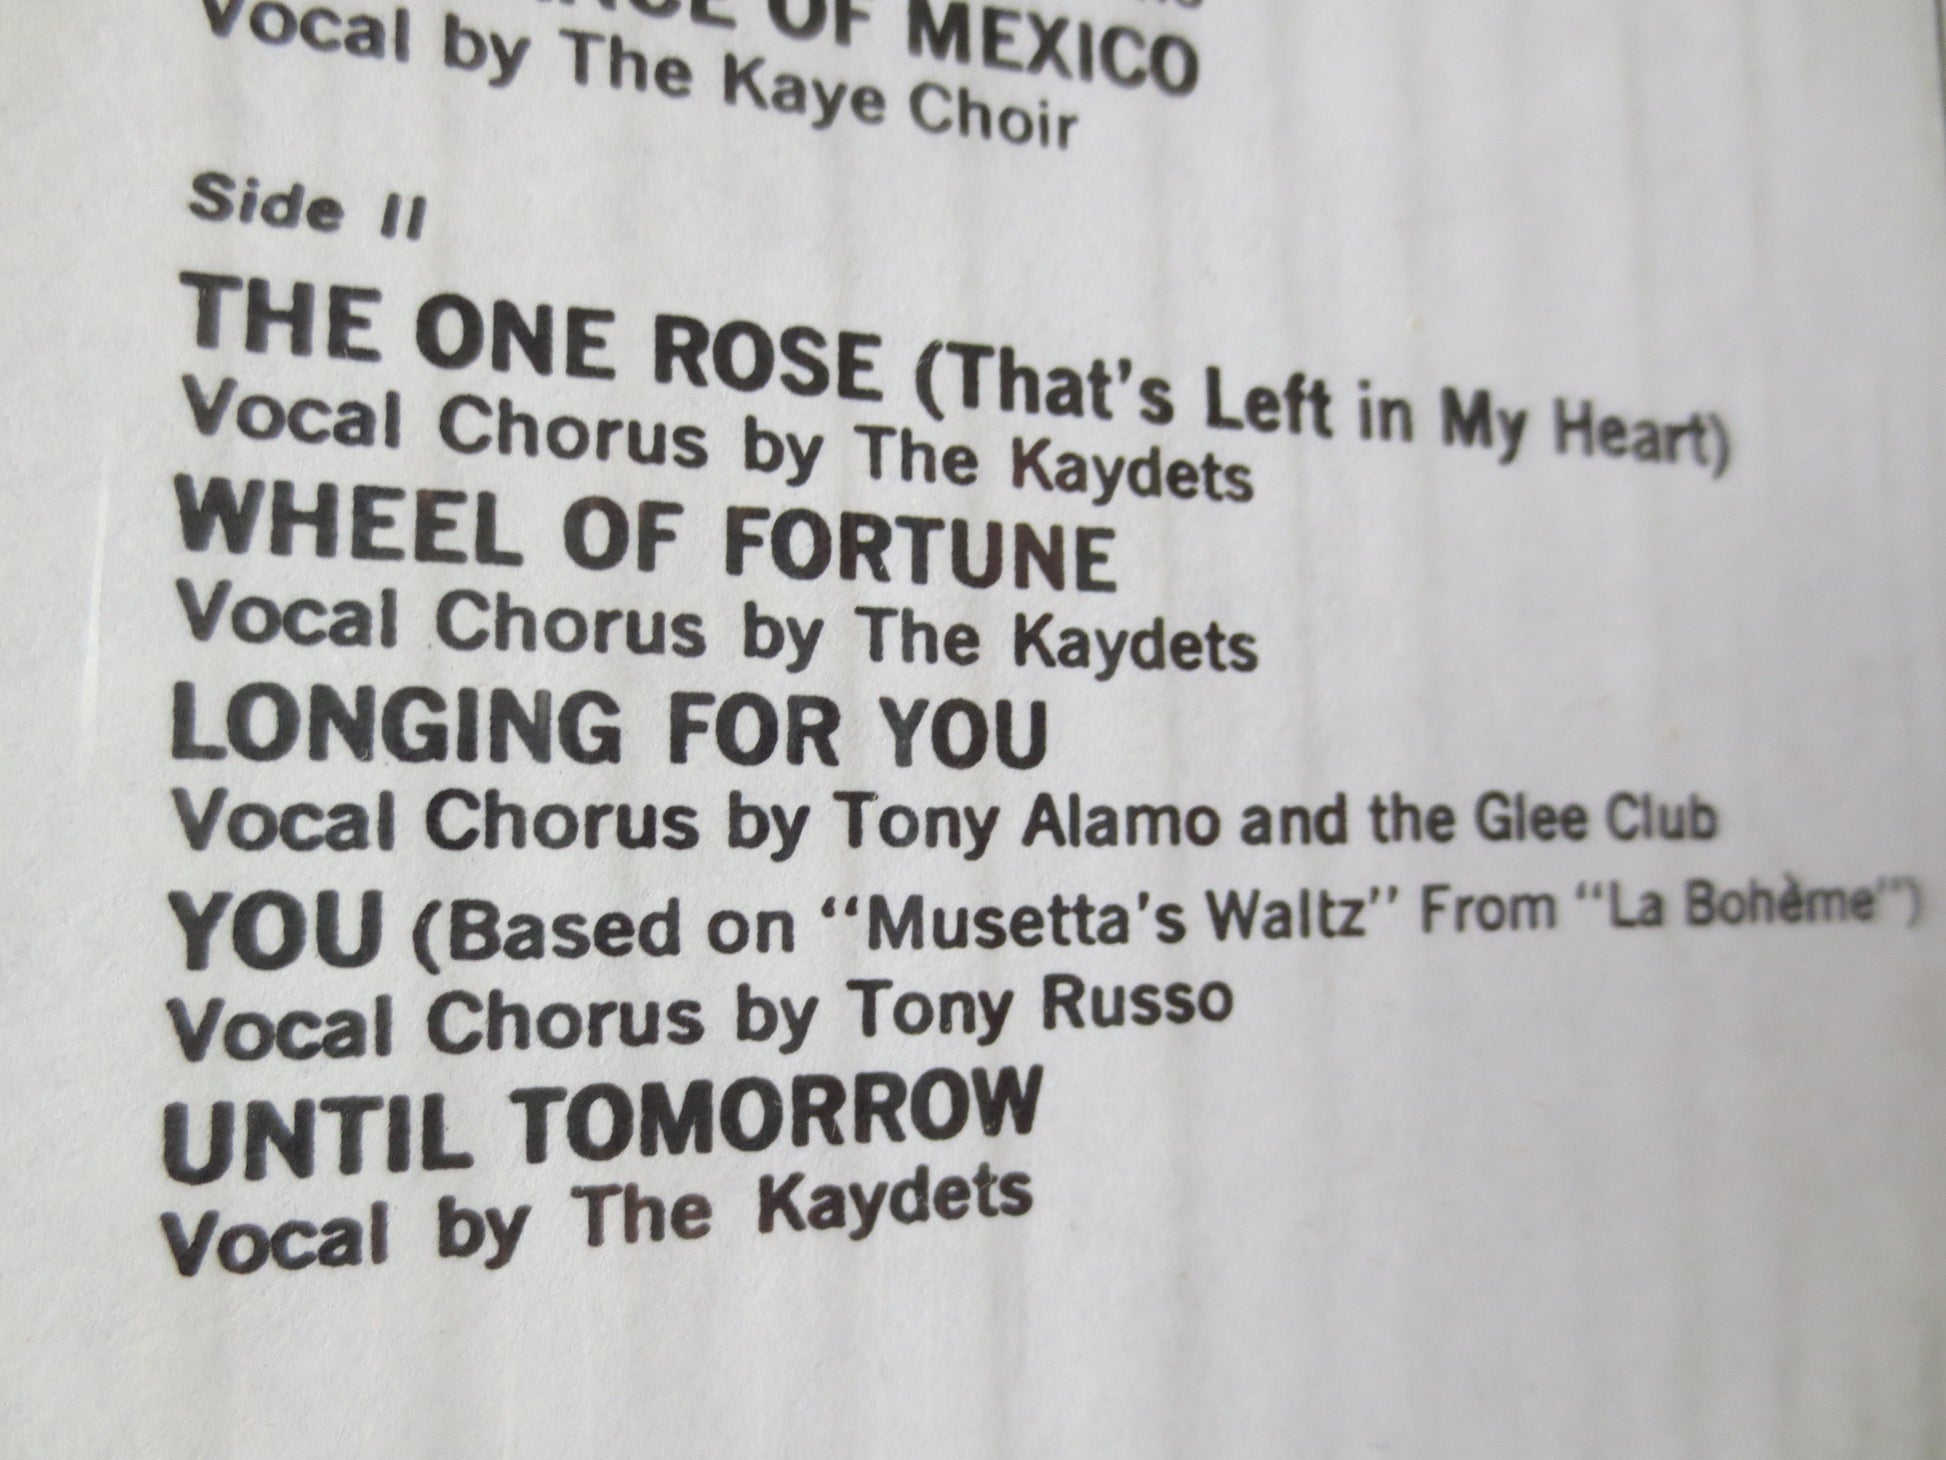 OF MEXICO
Vocal by The Kaye Choir
Side II
THE ONE ROSE (That's Left in My Heart)
Vocal Chorus by The Kaydets
WHEEL OF FORTUNE
Vocal Chorus by The Kaydets
LONGING FOR YOU
Vocal Chorus by Tony Alamo and the Glee Club
YOU (Based on "Musetta's Waltz" From "La Bohème")
Vocal Chorus by Tony Russo
UNTIL TOMORROW
Vocal by The Kaydets